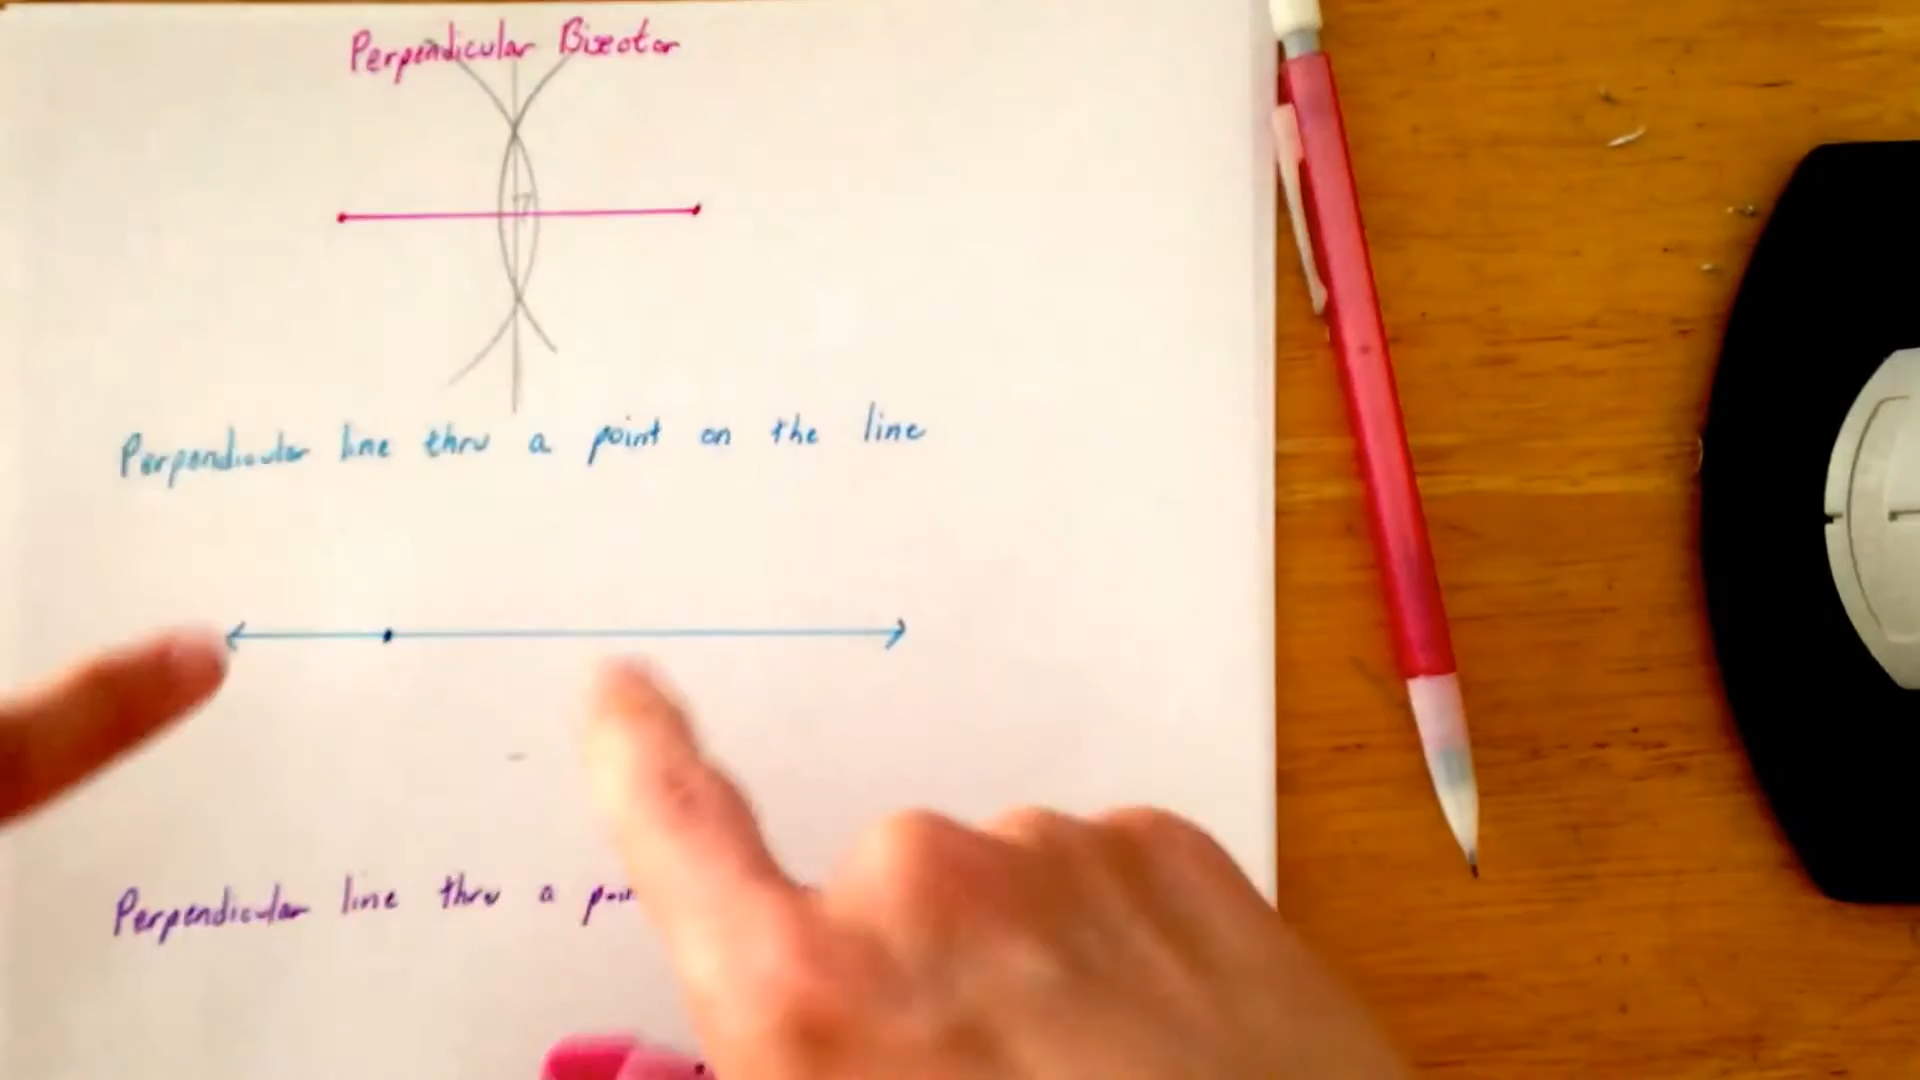 Perpendicular Bisector
Perpendicular line thru a point on the line
Perpendicular line thru a